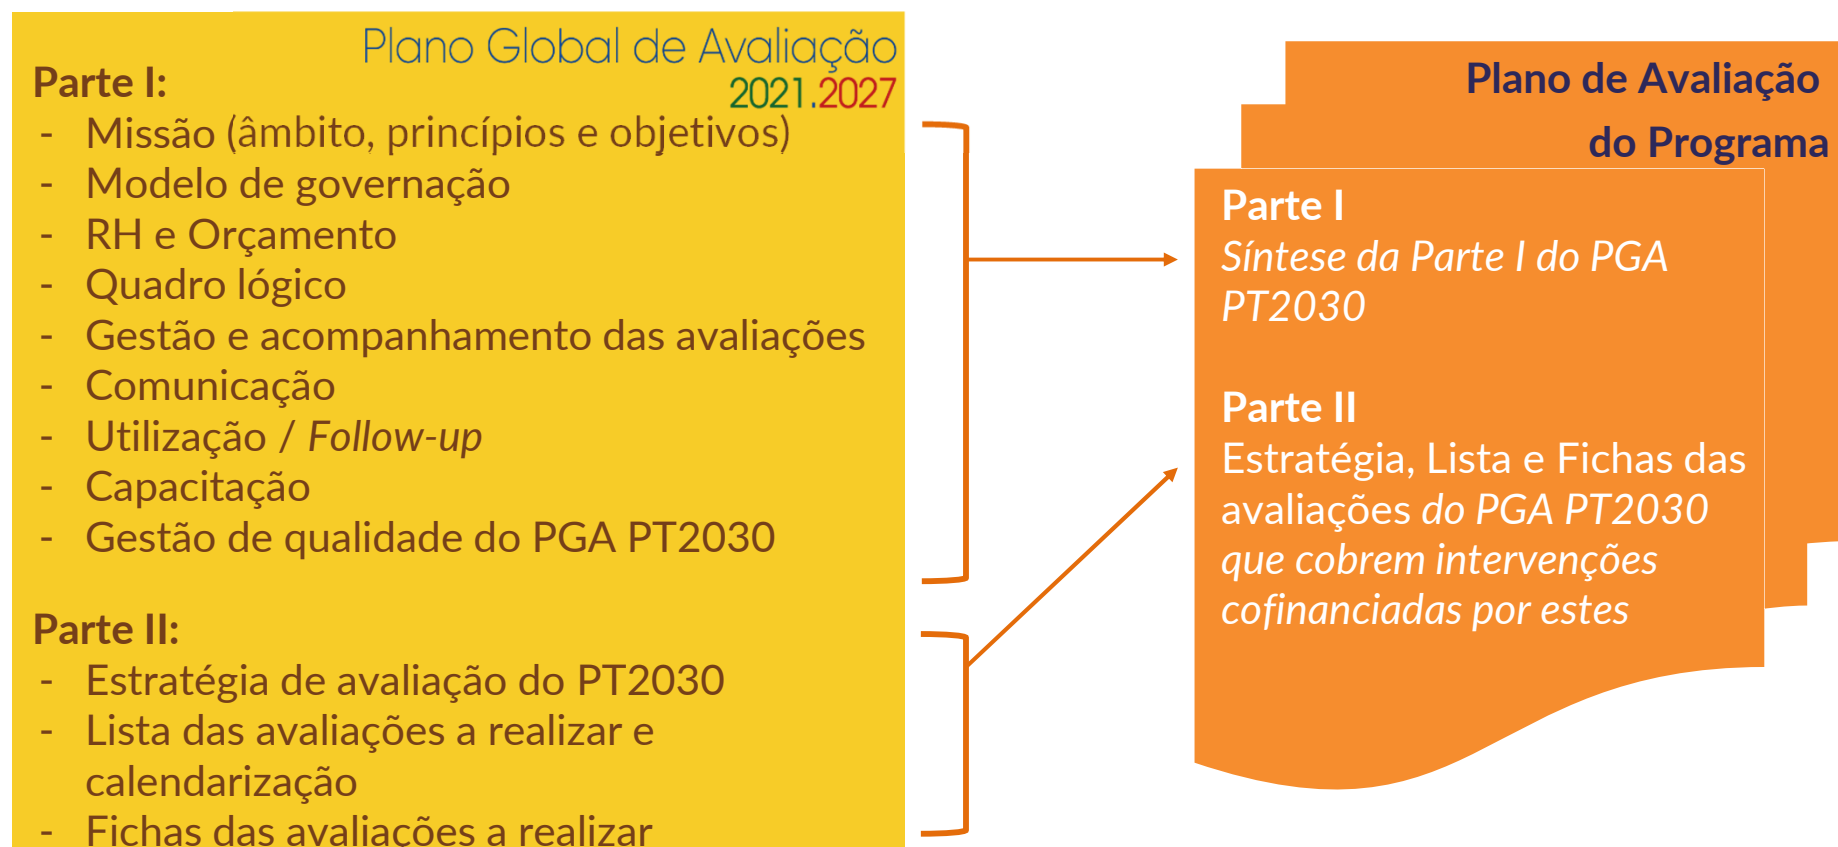 Plano Global de Avaliação
2021.2027
Parte I:
- Missão (âmbito, princípios e objetivos)
- Modelo de governação
- RH e Orçamento
- Quadro lógico
- Gestão e acompanhamento das avaliações
- Comunicação
- Utilização / Follow-up
- Capacitação
- Gestão de qualidade do PGA PT2030
Parte II:
- Estratégia de avaliação do PT2030
- Lista das avaliações a realizar e
calendarização
- Fichas das avaliações a realizar
Plano de Avaliação
do Programa
Parte I
Síntese da Parte I do PGA
PT2030
Parte II
Estratégia, Lista e Fichas das
avaliações do PGA PT2030
que cobrem intervenções
cofinanciadas por estes